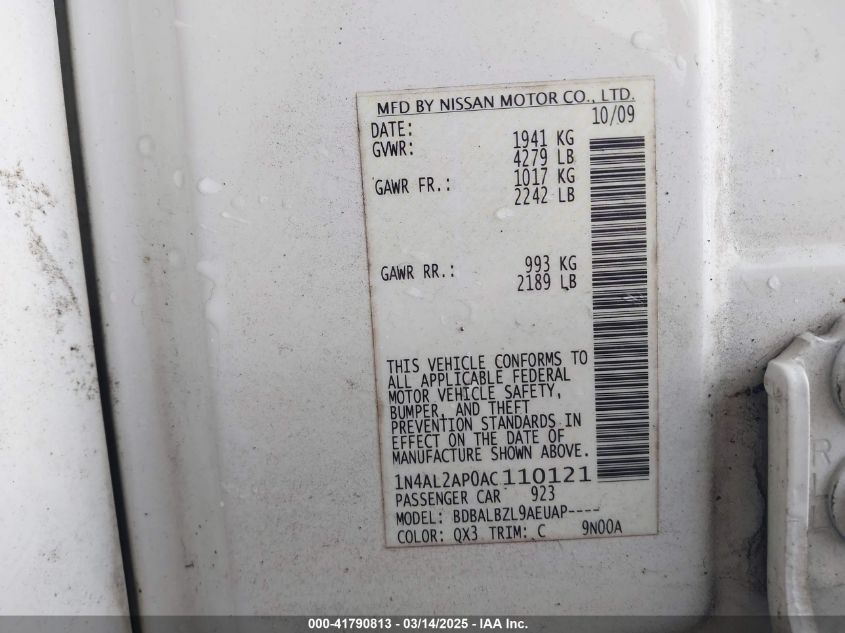 MFD BY NISSAN MOTOR CO., LTD.
DATE: 10/09
GVWR: 1941 KG
4279 LB
GAWR FR.: 1017 KG
2242 LB
GAWR RR.: 993 KG
2189 LB
THIS VEHICLE CONFORMS TO
ALL APPLICABLE FEDERAL
MOTOR VEHICLE SAFETY,
BUMPER, AND THEFT
PREVENTION STANDARDS IN
EFFECT ON THE DATE OF
MANUFACTURE SHOWN ABOVE.
1N4AL2AP0AC110121
PASSENGER CAR 923
MODEL: BDBALBZL9AEUAP----
COLOR: QX3 TRIM: C 9N00A
000-41790813 - 03/14/2025 - IAA Inc.